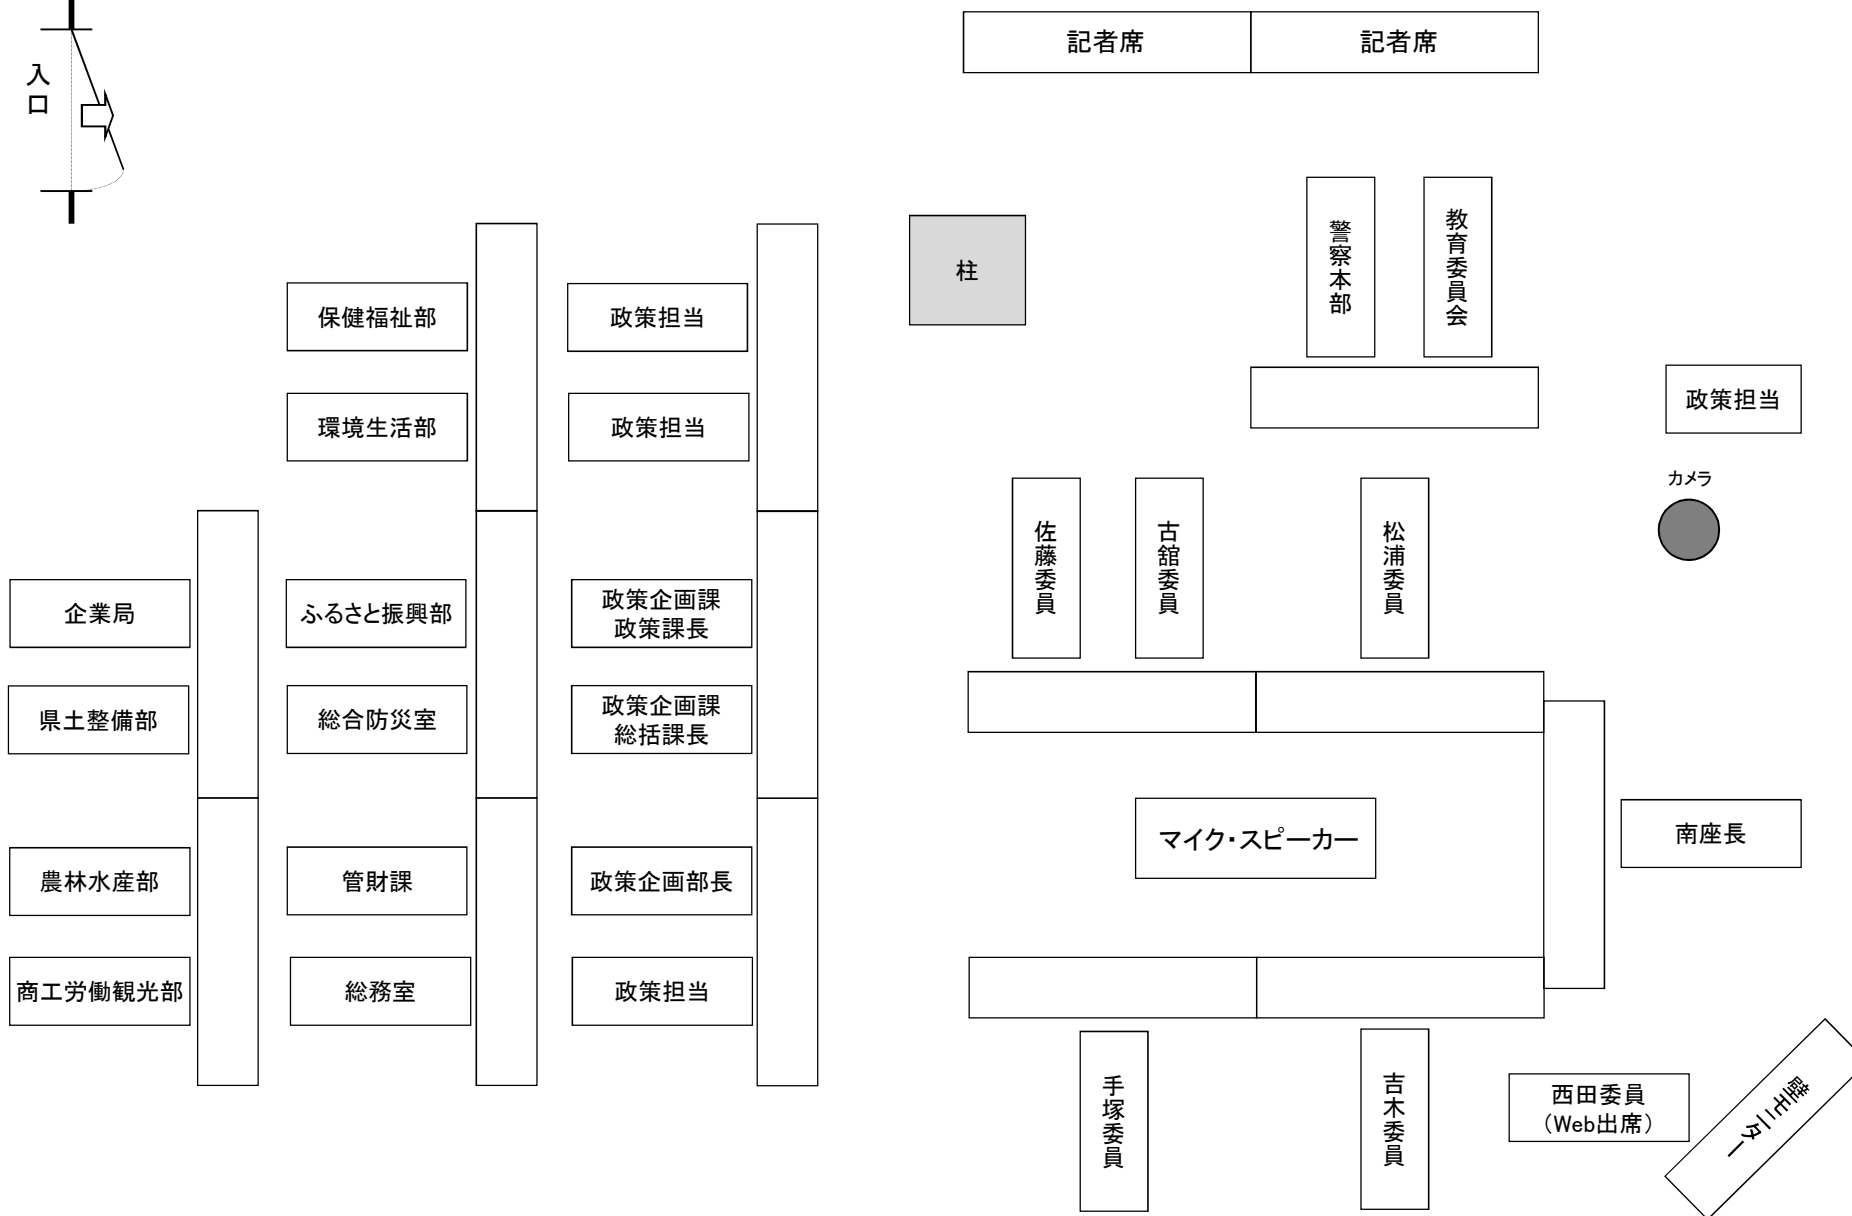 入口
記者席
記者席
柱
警察本部
教育委員会
保健福祉部
政策担当
環境生活部
政策担当
政策担当
カメラ
佐藤委員
古舘委員
松浦委員
企業局
ふるさと振興部
政策企画課
政策課長
県土整備部
総合防災室
政策企画課
総括課長
マイク・スピーカー
南座長
農林水産部
管財課
政策企画部長
商工労働観光部
総務室
政策担当
手塚委員
吉木委員
西田委員
（Web出席）
壁モニター